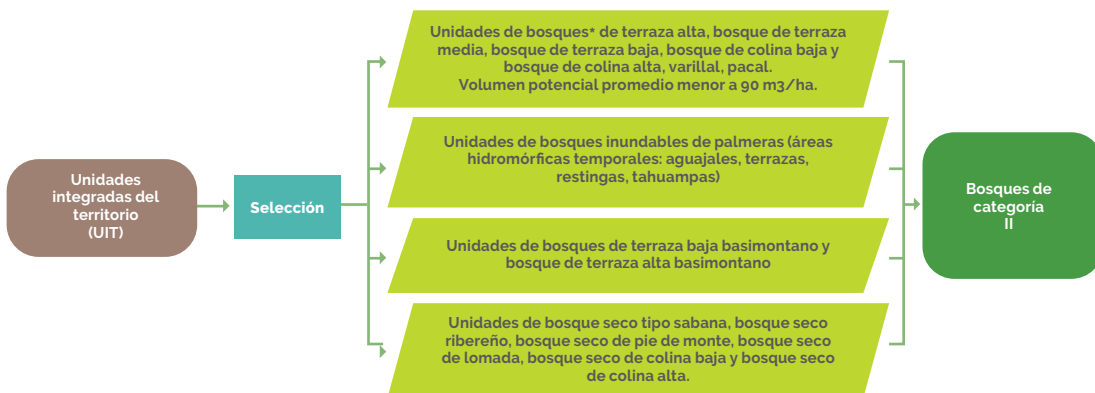 Unidades
integradas del
territorio
(UIT)
Selección
Unidades de bosques* de terraza alta, bosque de terraza
media, bosque de terraza baja, bosque de colina baja y
bosque de colina alta, varillal, pacal.
Volumen potencial promedio menor a 90 m3/ha.
Unidades de bosques inundables de palmeras (áreas
hidromórficas temporales: aguajales, terrazas,
restingas, tahuampas)
Unidades de bosques de terraza baja basimontano y
bosque de terraza alta basimontano
Unidades de bosque seco tipo sabana, bosque seco
ribereño, bosque seco de pie de monte, bosque seco
de lomada, bosque seco de colina baja y bosque seco
de colina alta.
Bosques de
categoría
II